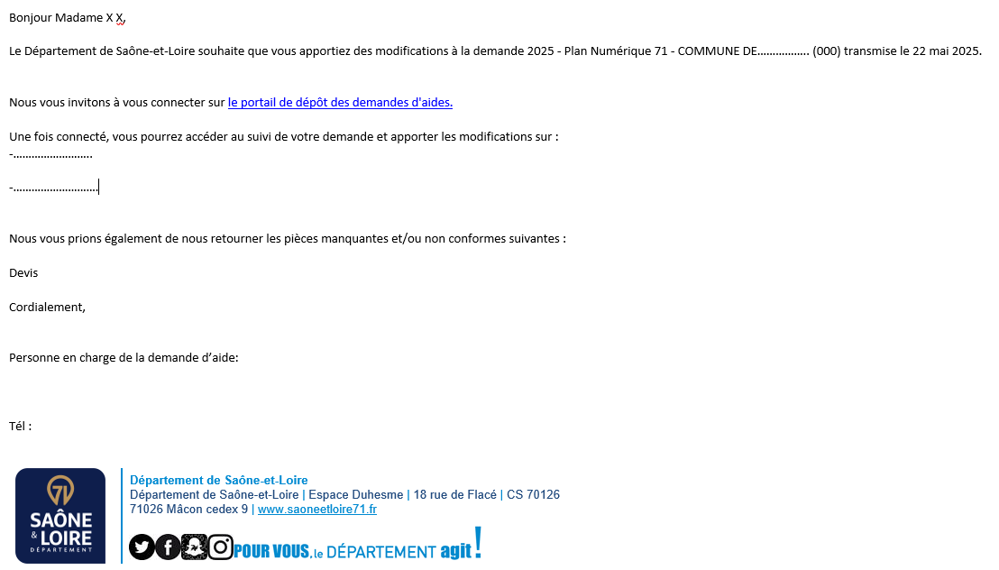 Bonjour Madame X X,
Le Département de Saône-et-Loire souhaite que vous apportiez des modifications à la demande 2025 - Plan Numérique 71 - COMMUNE DE................ (000) transmise le 22 mai 2025.
Nous vous invitons à vous connecter sur le portail de dépôt des demandes d'aides.
Une fois connecté, vous pourrez accéder au suivi de votre demande et apporter les modifications sur :
-..........................
-............................
Nous vous prions également de nous retourner les pièces manquantes et/ou non conformes suivantes :
Devis
Cordialement,
Personne en charge de la demande d’aide:
Tél :
71
SAÔNE
& LOIRE
DÉPARTEMENT
Département de Saône-et-Loire
Département de Saône-et-Loire | Espace Duhesme | 18 rue de Flacé | CS 70126
71026 Mâcon cedex 9 | www.saoneetloire71.fr
POUR VOUS, le DÉPARTEMENT agit !